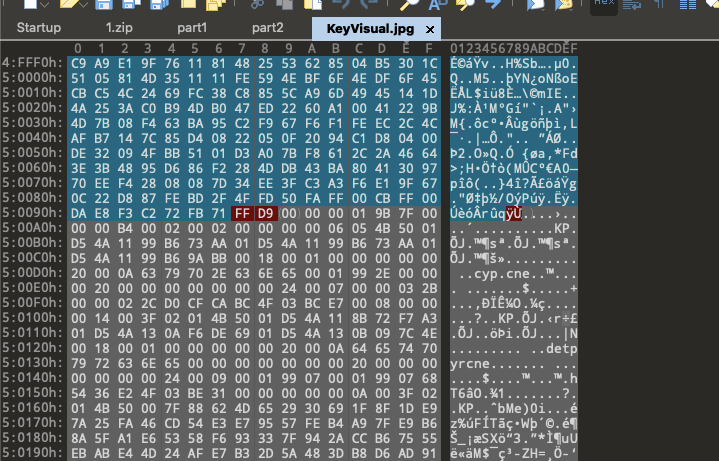 Startup 1.zip part1 part2 KeyVisual.jpg ×
0 1 2 3 4 5 6 7 8 9 A B C D E F 0123456789ABCDEF
4:FFF0h: C9 A9 E1 9F 76 11 81 48 25 53 62 85 04 B5 30 1C É©áŸv..H%Sb….µ0.
5:0000h: 51 05 81 4D 35 11 11 FE 59 4E BF 6F 4E DF 6F 45 Q..M5..þYN¿oNßoE
5:0010h: CB C5 4C 24 69 FC 38 C8 85 5C A9 6D 49 45 14 1D ËÅL$iü8È…\©mIE..
5:0020h: 4A 25 3A C0 B9 4D B0 47 ED 22 60 A1 00 41 22 9B J%:À¹M°Gí"`¡.A"›
5:0030h: 4D 7B 08 F4 63 BA 95 C2 F9 67 F6 F1 FE EC 2C 4C M{.ôcº•Âùgöñþì,L
5:0040h: AF B7 14 7C 85 D4 08 22 05 0F 20 94 C1 D8 04 00 ¯·.|…Ô.".. ”ÁØ..
5:0050h: DE 32 09 4F BB 51 01 D3 A0 7B F8 61 2C 2A 46 64 Þ2.O»Q.Ó {øa,*Fd
5:0060h: 3E 3B 48 95 D6 86 F2 28 4D DB 43 BA 80 41 30 97 >;H•Ö†ò(MÛCº€A0—
5:0070h: 70 EE F4 28 08 08 7D 34 EE 3F C3 A3 F6 E1 9F 67 pîô(..}4î?Ã£öáŸg
5:0080h: 0C 22 D8 87 FE BD 2F 4F FD 50 FA FF 00 CB FF 00 ."Ø‡þ½/OýPúÿ.Ëÿ.
5:0090h: DA E8 F3 C2 72 FB 71 FF D9 00 00 00 01 9B 7F 00 ÚèóÂrûqÿÙ....›..
5:00A0h: 00 00 B4 00 02 00 02 00 00 00 00 05 04 4B 50 01 ..´..........KP.
5:00B0h: D5 4A 11 99 B6 73 AA 01 D5 4A 11 99 B6 73 AA 01 ÕJ.™¶sª.ÕJ.™¶sª.
5:00C0h: D5 4A 11 99 B6 9A BB 00 18 00 01 00 00 00 00 00 ÕJ.™¶š».........
5:00D0h: 20 00 0A 63 79 70 2E 63 6E 65 00 01 99 2E 00 00 ..cyp.cne..™...
5:00E0h: 20 00 00 00 00 00 00 00 00 24 00 07 00 00 03 2B ........$.....+
5:00F0h: 00 00 02 2C D0 CF CA BC 4F 03 BC E7 00 08 00 00 ...,ÐÏÊ¼O.¼ç....
5:0100h: 00 14 00 3F 02 01 4B 50 01 D5 4A 11 8B 72 F7 A3 ...?..KP.ÕJ.‹r÷£
5:0110h: 01 D5 4A 13 0A F6 DE 69 01 D5 4A 13 0B 09 7C 4E .ÕJ..öÞi.ÕJ...|N
5:0120h: 00 18 00 01 00 00 00 00 00 20 00 0A 64 65 74 70 ......... ..detp
5:0130h: 79 72 63 6E 65 00 00 00 00 00 00 20 00 00 00 00 yrcne...... ....
5:0140h: 00 00 00 24 00 09 00 01 99 07 00 01 99 07 68 ...$....™...™.h
5:0150h: 54 36 E2 4F 03 BE 31 00 00 00 00 0A 00 3F 02 T6âO.¾1......?.
5:0160h: 01 4B 50 00 7F 88 62 4D 65 29 30 69 1F 8F 1D E9 .KP..ˆbMe)0i...é
5:0170h: 7A 25 FA 46 CD 54 E3 E7 95 57 FE B4 A9 7F E9 B6 z%úFÍTãç•Wþ´©.é¶
5:0180h: 8A 5F A1 E6 53 58 F6 93 33 7F 94 2A CC B6 75 55 Š_¡æSXö“3.”*Ì¶uU
5:0190h: EB AB E4 4D 24 AF E7 B3 2D 5A 48 3D B8 D6 AD 91